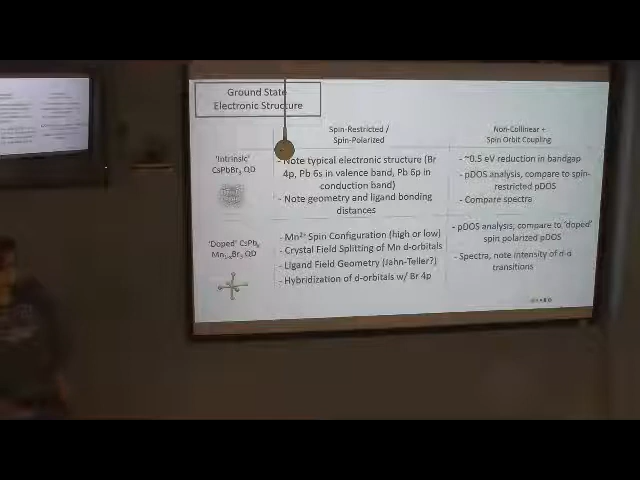 Ground State
Electronic Structure
Spin-Restricted /
Spin-Polarized
Non-Collinear +
Spin Orbit Coupling
'Intrinsic'
CsPbBr₃ QD
Note typical electronic structure (Br
4p, Pb 6s in valence band, Pb 6p in
conduction band)
- Note geometry and ligand bonding
distances
- ~0.5 eV reduction in bandgap
- pDOS analysis, compare to spin-
restricted pDOS
- Compare spectra
'Doped' CsPbₓ
QD
- Mn²⁺ Spin Configuration (high or low)
- Crystal Field Splitting of Mn d-orbitals
- Ligand Field Geometry (Jahn-Teller?)
- Hybridization of d-orbitals w/ Br 4p
- pDOS analysis, compare to 'doped'
spin polarized pDOS
- Spectra, note intensity of d-d
transitions